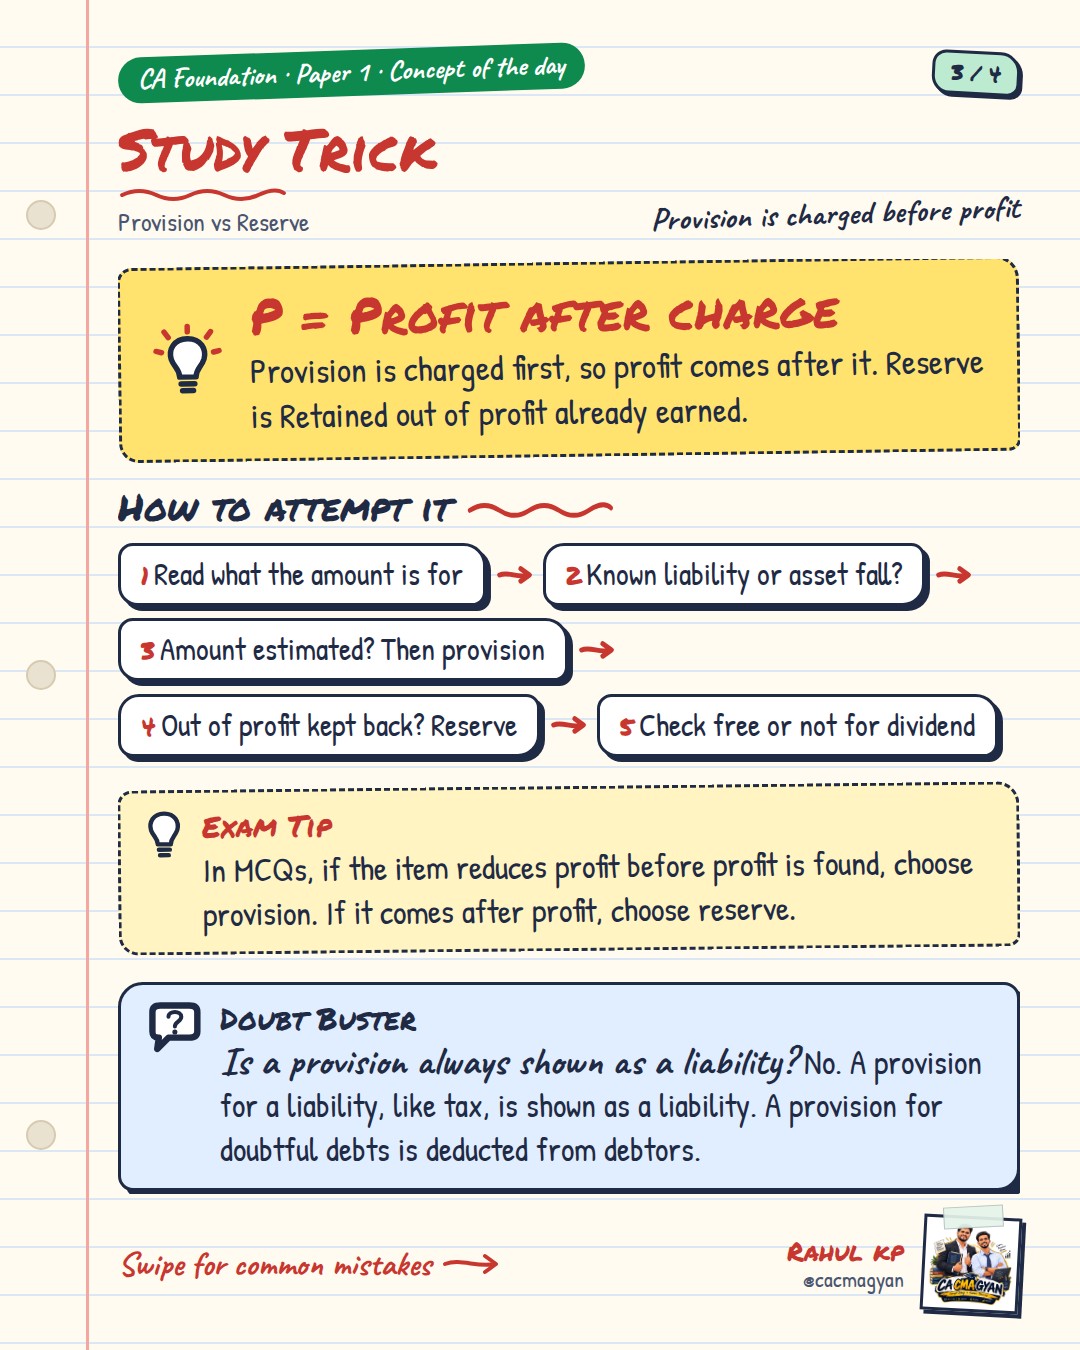 CA Foundation · Paper 1 · Concept of the day
3 / 4
Study Trick
Provision vs Reserve
Provision is charged before profit
P = Profit after charge
Provision is charged first, so profit comes after it. Reserve
is Retained out of profit already earned.
How to attempt it
1 Read what the amount is for
2 Known liability or asset fall?
3 Amount estimated? Then provision
4 Out of profit kept back? Reserve
5 Check free or not for dividend
Exam Tip
In MCQs, if the item reduces profit before profit is found, choose
provision. If it comes after profit, choose reserve.
Doubt Buster
Is a provision always shown as a liability? No. A provision
for a liability, like tax, is shown as a liability. A provision for
doubtful debts is deducted from debtors.
Swipe for common mistakes
Rahul KP
@cacmagyan
CA CMA GYAN